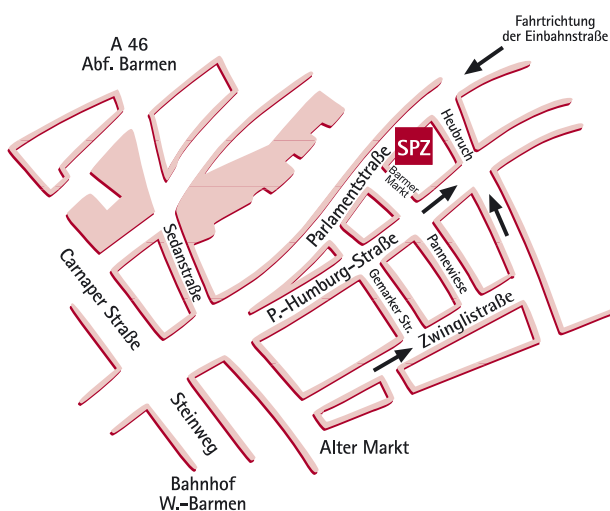 Fahrtrichtung
der Einbahnstraße
A 46
Abf. Barmen
Heubruch
SPZ
Barmer
Markt
Parlamentstraße
Sedanstraße
Carnaper Straße
P.-Humburg-Straße
Pannewiese
Gemarker Str.
Zwinglistraße
Steinweg
Alter Markt
Bahnhof
W.-Barmen